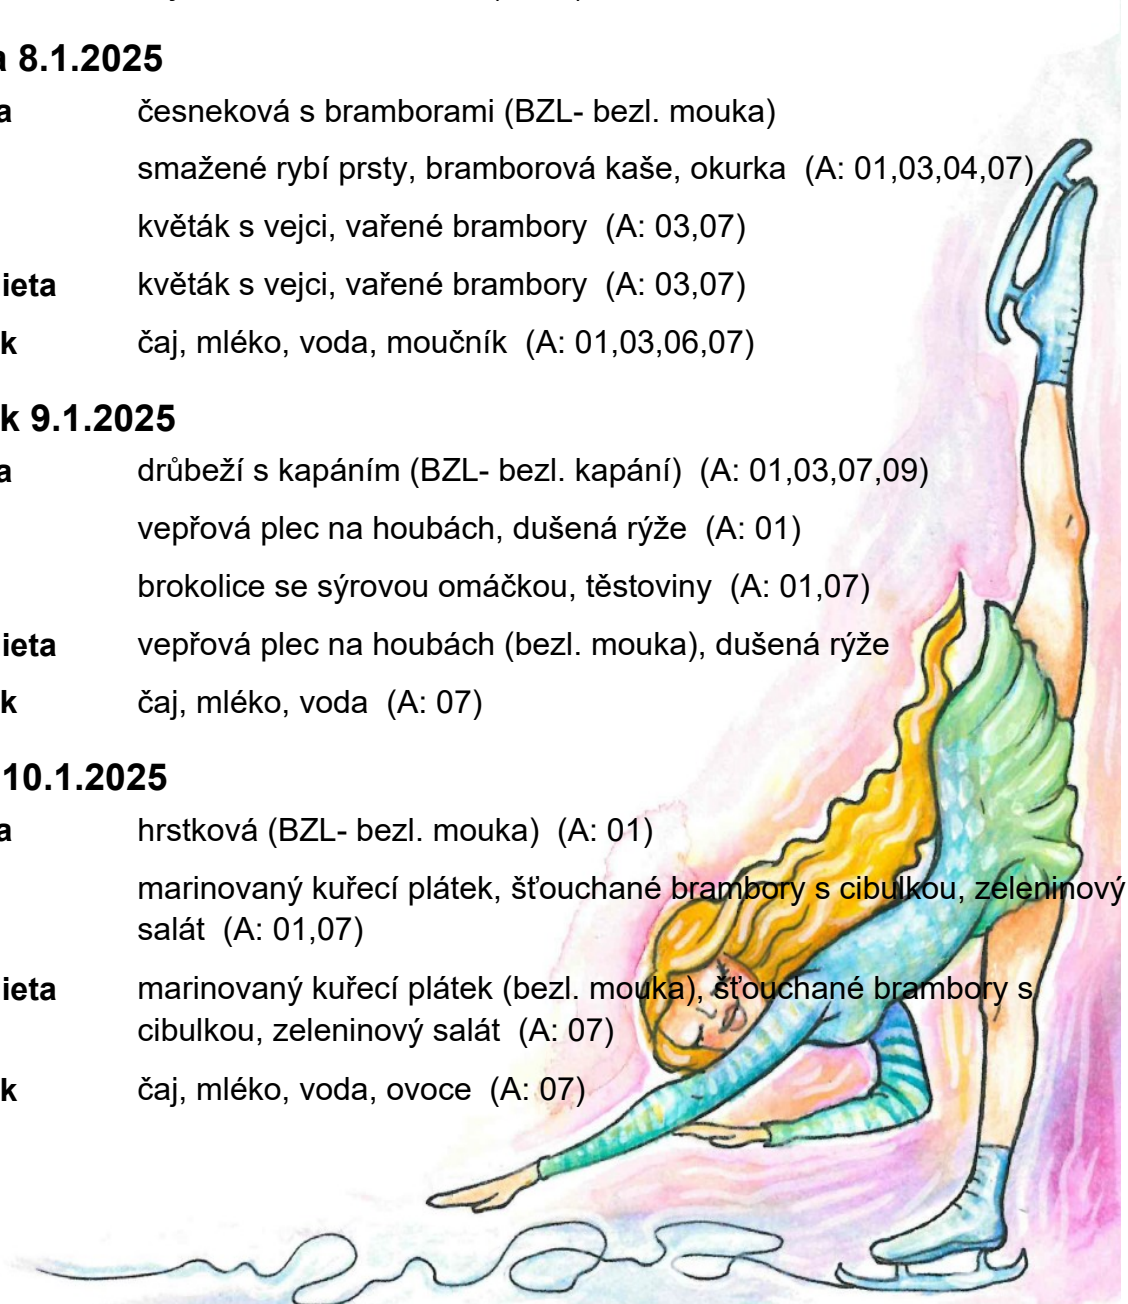 a 8.1.2025
a česneková s bramborami (BZL- bezl. mouka)
smažené rybí prsty, bramborová kaše, okurka (A: 01,03,04,07)
květák s vejci, vařené brambory (A: 03,07)
ieta květák s vejci, vařené brambory (A: 03,07)
k čaj, mléko, voda, moučník (A: 01,03,06,07)
k 9.1.2025
a drůbeží s kapáním (BZL- bezl. kapání) (A: 01,03,07,09)
vepřová plec na houbách, dušená rýže (A: 01)
brokolice se sýrovou omáčkou, těstoviny (A: 01,07)
ieta vepřová plec na houbách (bezl. mouka), dušená rýže
k čaj, mléko, voda (A: 07)
10.1.2025
a hrstková (BZL- bezl. mouka) (A: 01)
marinovaný kuřecí plátek, šťouchané brambory s cibulkou, zeleninový
salát (A: 01,07)
ieta marinovaný kuřecí plátek (bezl. mouka), šťouchané brambory s
cibulkou, zeleninový salát (A: 07)
k čaj, mléko, voda, ovoce (A: 07)